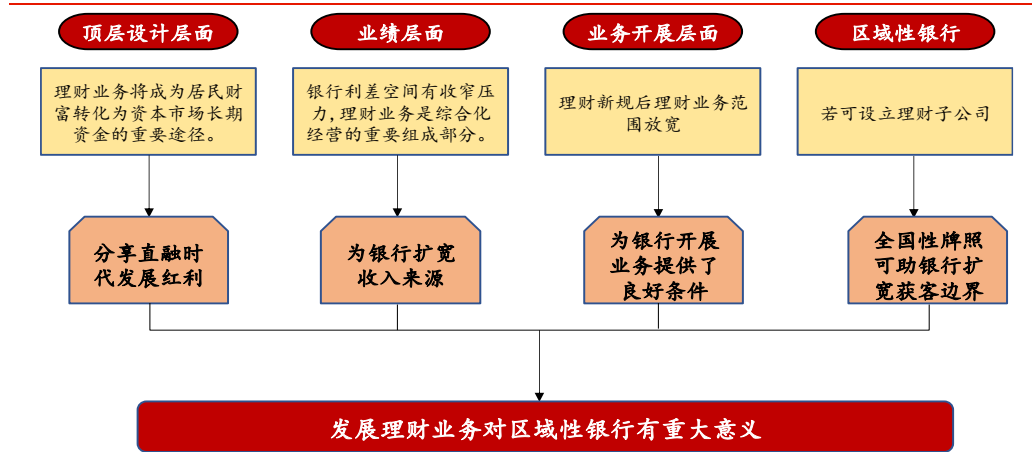 顶层设计层面
业绩层面
业务开展层面
区域性银行
理财业务将成为居民财
富转化为资本市场长期
资金的重要途径。
银行利差空间有收窄压
力,理财业务是综合化
经营的重要组成部分。
理财新规后理财业务范
围放宽
若可设立理财子公司
分享直融时
代发展红利
为银行扩宽
收入来源
为银行开展
业务提供了
良好条件
全国性牌照
可助银行扩
宽获客边界
发展理财业务对区域性银行有重大意义